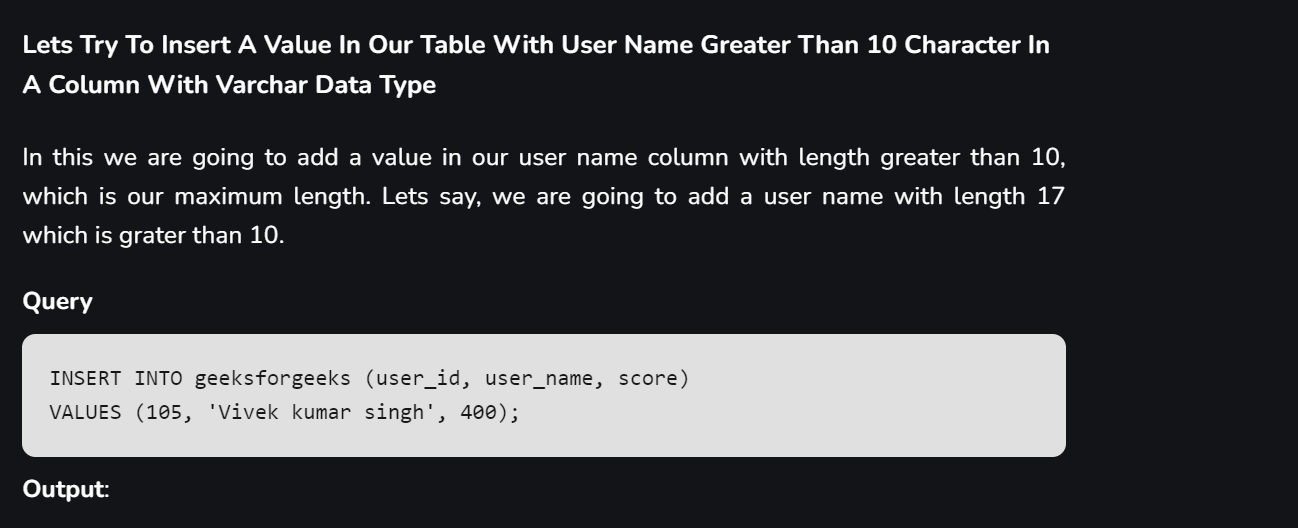 Lets Try To Insert A Value In Our Table With User Name Greater Than 10 Character In
A Column With Varchar Data Type
In this we are going to add a value in our user name column with length greater than 10,
which is our maximum length. Lets say, we are going to add a user name with length 17
which is grater than 10.
Query
INSERT INTO geeksforgeeks (user_id, user_name, score)
VALUES (105, 'Vivek kumar singh', 400);
Output: